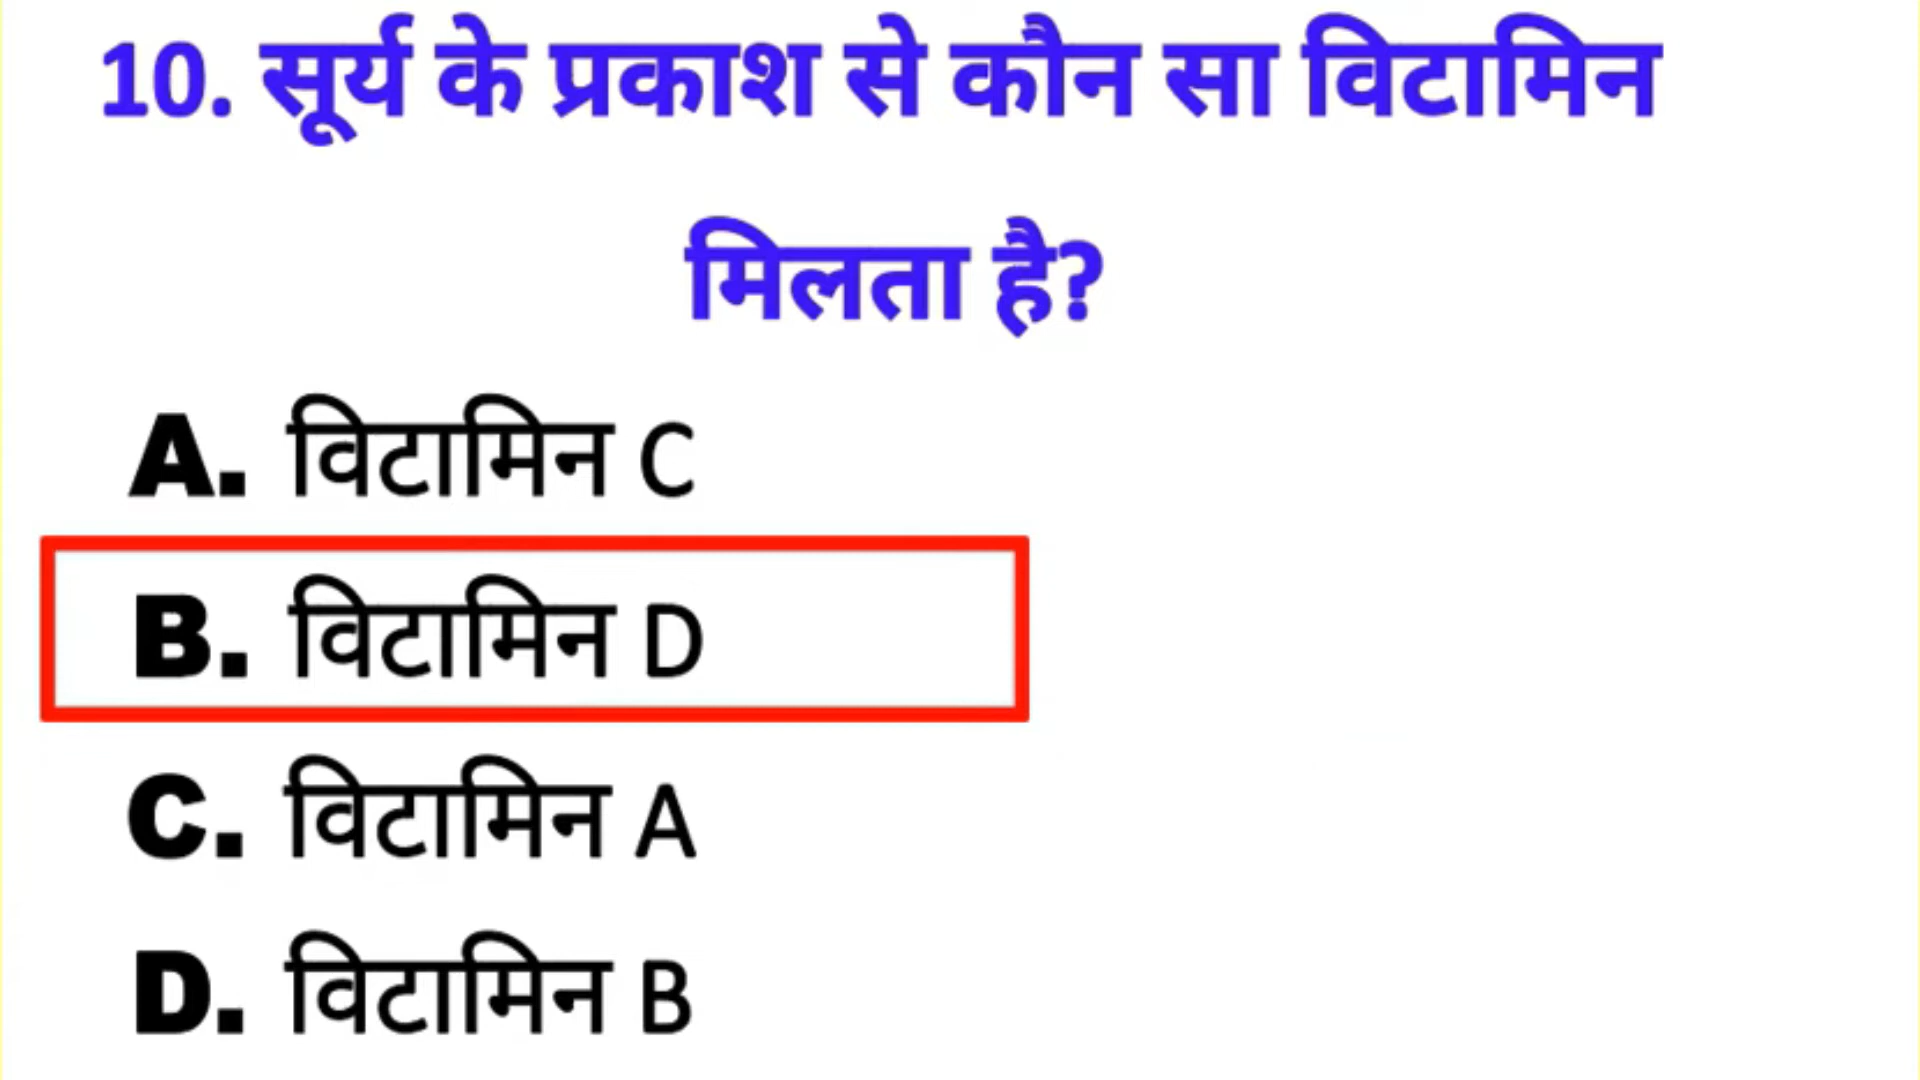 10. सूर्य के प्रकाश से कौन सा विटामिन
मिलता है?
A. विटामिन C
B. विटामिन D
C. विटामिन A
D. विटामिन B